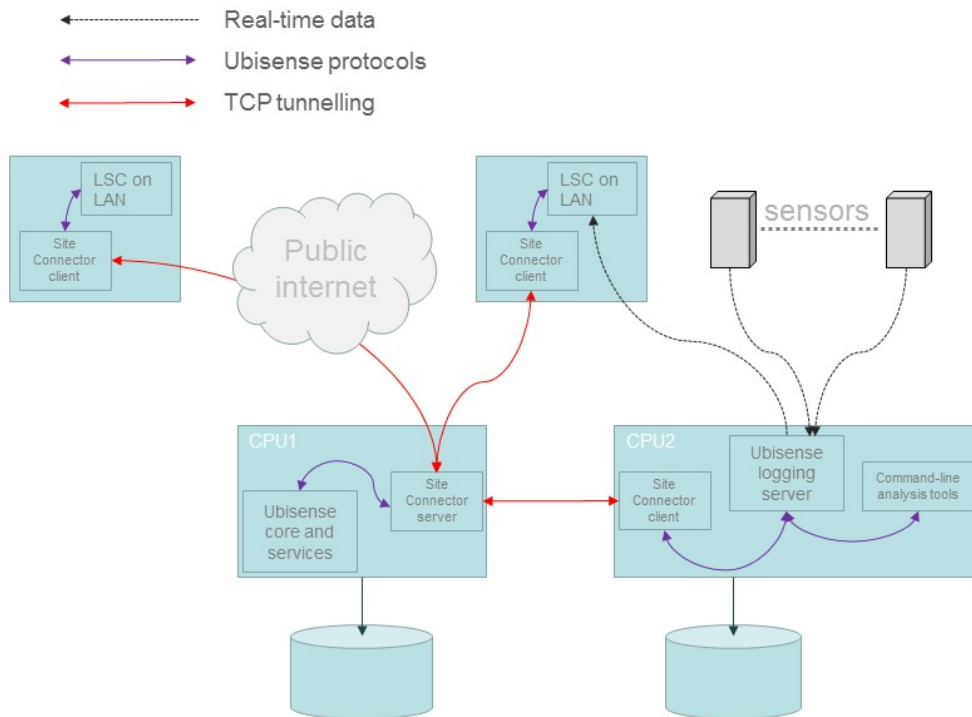 Real-time data
Ubisense protocols
TCP tunnelling
LSC on
LAN
Site
Connector
client
Public
internet
LSC on
LAN
Site
Connector
client
sensors
CPU1
Ubisense
core and
services
Site
Connector
server
CPU2
Site
Connector
client
Ubisense
logging
server
Command-line
analysis tools